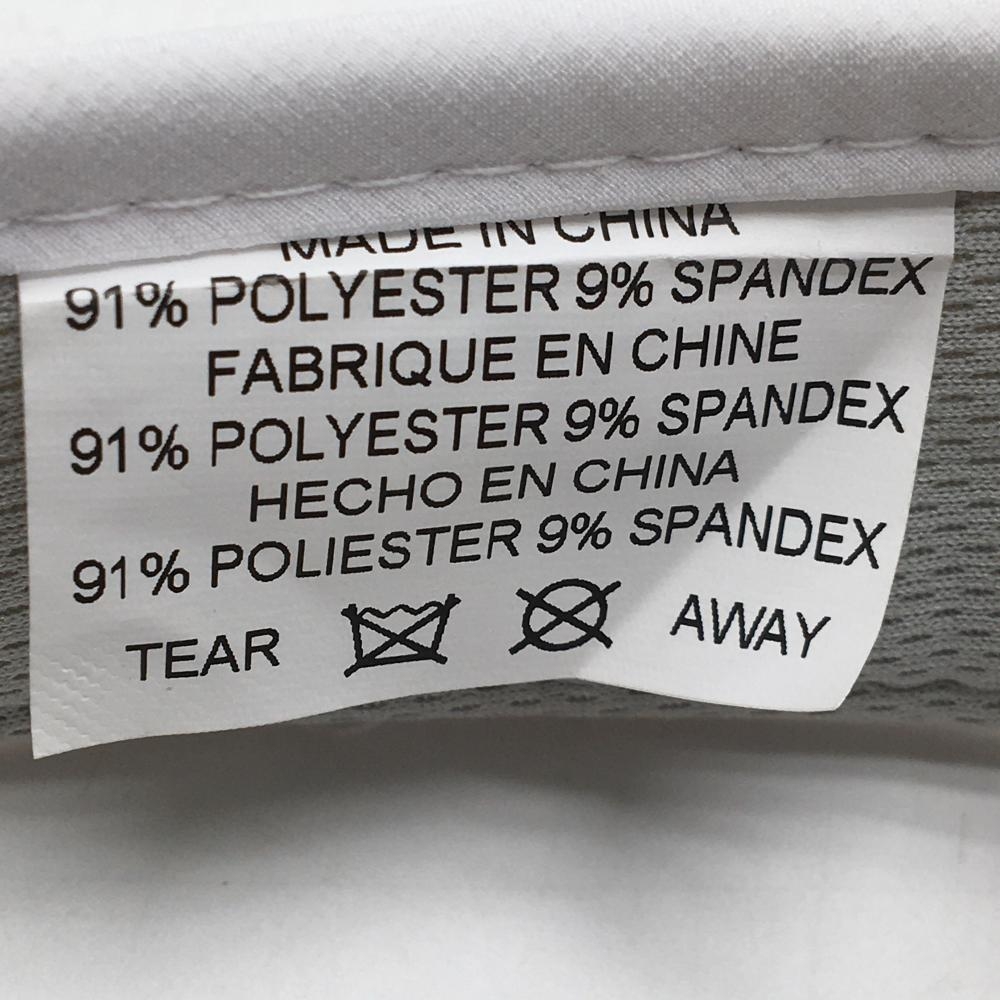 MADE IN CHINA
91% POLYESTER 9% SPANDEX
FABRIQUE EN CHINE
91% POLYESTER 9% SPANDEX
HECHO EN CHINA
91% POLIESTER 9% SPANDEX
TEAR AWAY